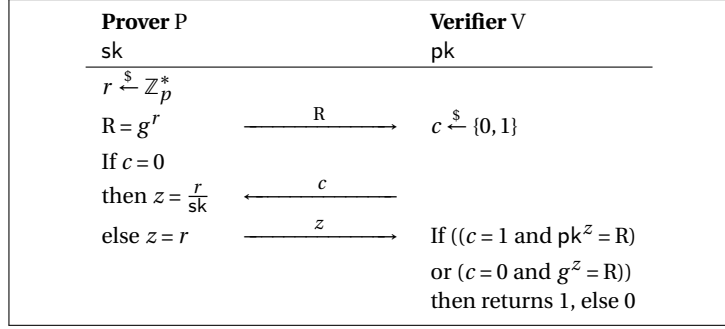 Prover P Verifier V
sk pk
r $← ℤ*p
R = g^r R c $← {0, 1}
If c = 0
then z = r/sk c
else z = r z If ((c = 1 and pk^z = R)
or (c = 0 and g^z = R))
then returns 1, else 0